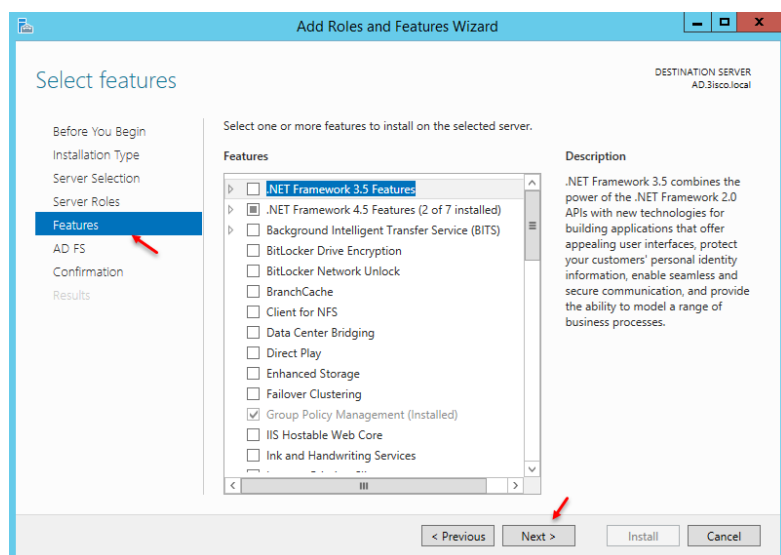 Add Roles and Features Wizard
Select features
DESTINATION SERVER
AD.3isco.local
Before You Begin
Installation Type
Server Selection
Server Roles
Features
AD FS
Confirmation
Results
Select one or more features to install on the selected server.
Features
.NET Framework 3.5 Features
.NET Framework 4.5 Features (2 of 7 installed)
Background Intelligent Transfer Service (BITS)
BitLocker Drive Encryption
BitLocker Network Unlock
BranchCache
Client for NFS
Data Center Bridging
Direct Play
Enhanced Storage
Failover Clustering
Group Policy Management (Installed)
IIS Hostable Web Core
Ink and Handwriting Services
Description
.NET Framework 3.5 combines the
power of the .NET Framework 2.0
APIs with new technologies for
building applications that offer
appealing user interfaces, protect
your customers' personal identity
information, enable seamless and
secure communication, and provide
the ability to model a range of
business processes.
< Previous
Next >
Install
Cancel